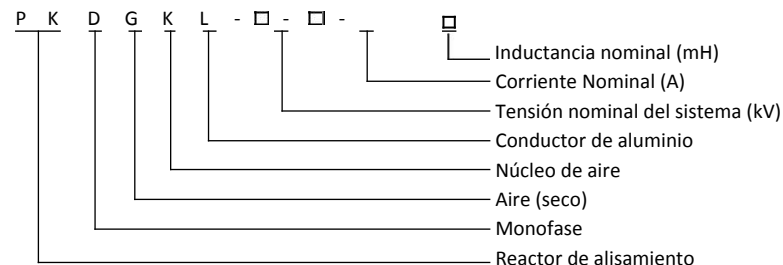 P K D G K L - □ - □ - □
Inductancia nominal (mH)
Corriente Nominal (A)
Tensión nominal del sistema (kV)
Conductor de aluminio
Núcleo de aire
Aire (seco)
Monofase
Reactor de alisamiento